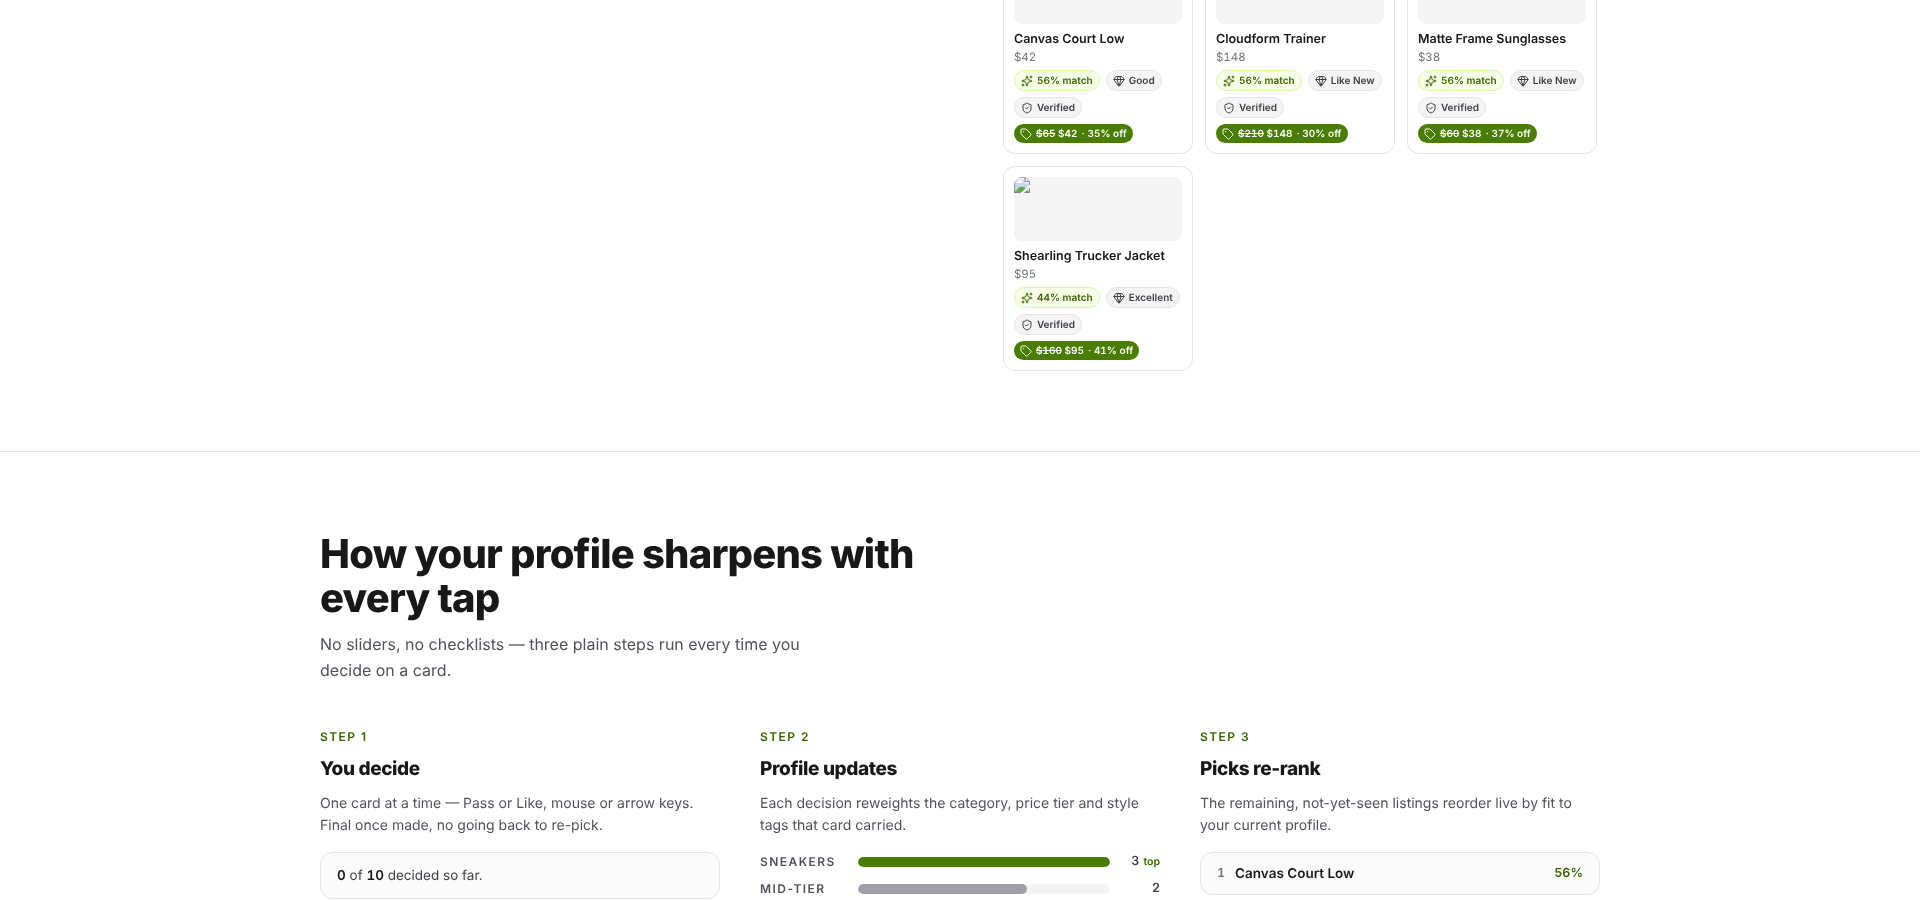 Canvas Court Low
$42
56% match
Good
Verified
$65 $42 · 35% off
Cloudform Trainer
$148
56% match
Like New
Verified
$210 $148 · 30% off
Matte Frame Sunglasses
$38
56% match
Like New
Verified
$60 $38 · 37% off
Shearling Trucker Jacket
$95
44% match
Excellent
Verified
$160 $95 · 41% off
How your profile sharpens with
every tap
No sliders, no checklists — three plain steps run every time you
decide on a card.
STEP 1
You decide
One card at a time — Pass or Like, mouse or arrow keys.
Final once made, no going back to re-pick.
0 of 10 decided so far.
STEP 2
Profile updates
Each decision reweights the category, price tier and style
tags that card carried.
SNEAKERS 3 top
MID-TIER 2
STEP 3
Picks re-rank
The remaining, not-yet-seen listings reorder live by fit to
your current profile.
1 Canvas Court Low 56%